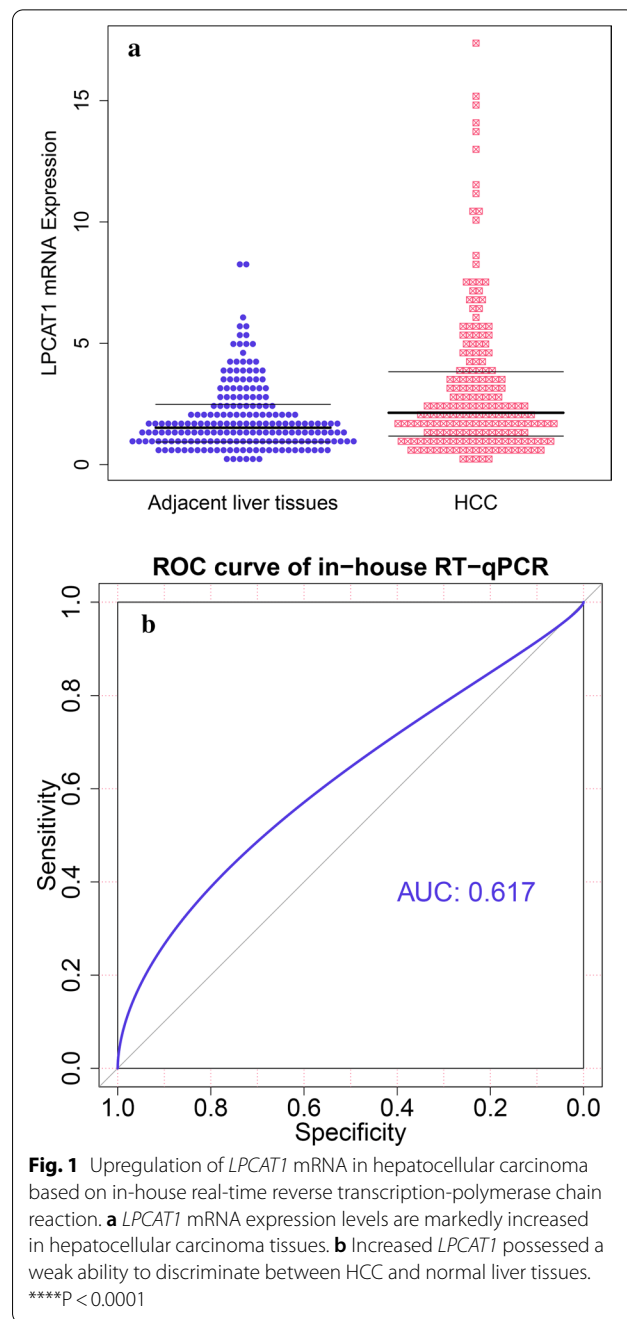 a
LPCAT1 mRNA Expression
15
10
5
0
Adjacent liver tissues
HCC
ROC curve of in−house RT−qPCR
b
Sensitivity
1.0
0.8
0.6
0.4
0.2
0.0
AUC: 0.617
1.0 0.8 0.6 0.4 0.2 0.0
Specificity
Fig. 1 Upregulation of LPCAT1 mRNA in hepatocellular carcinoma
based on in-house real-time reverse transcription-polymerase chain
reaction. a LPCAT1 mRNA expression levels are markedly increased
in hepatocellular carcinoma tissues. b Increased LPCAT1 possessed a
weak ability to discriminate between HCC and normal liver tissues.
****P < 0.0001